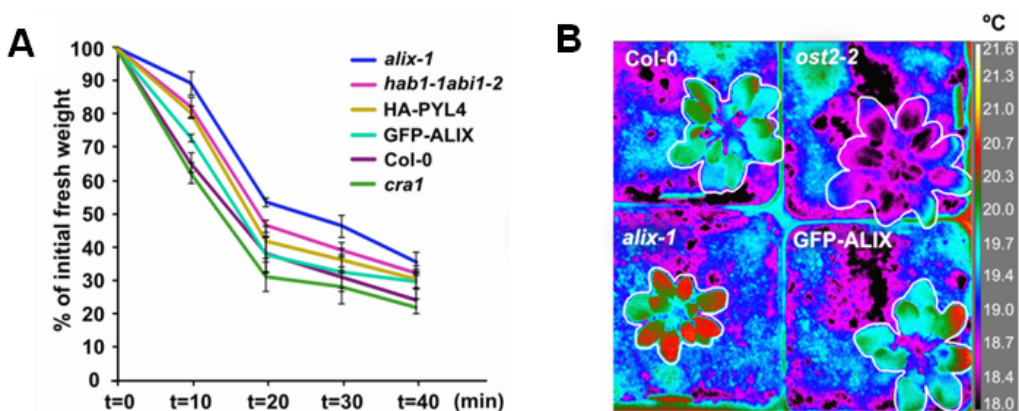 A
% of initial fresh weight
100
90
80
70
60
50
40
30
20
10
0
t=0 t=10 t=20 t=30 t=40 (min)
alix-1
hab1-1abi1-2
HA-PYL4
GFP-ALIX
Col-0
cra1
B
Col-0 ost2-2
alix-1 GFP-ALIX
ºC
21.6
21.3
21.0
20.7
20.3
20.0
19.7
19.4
19.0
18.7
18.4
18.0